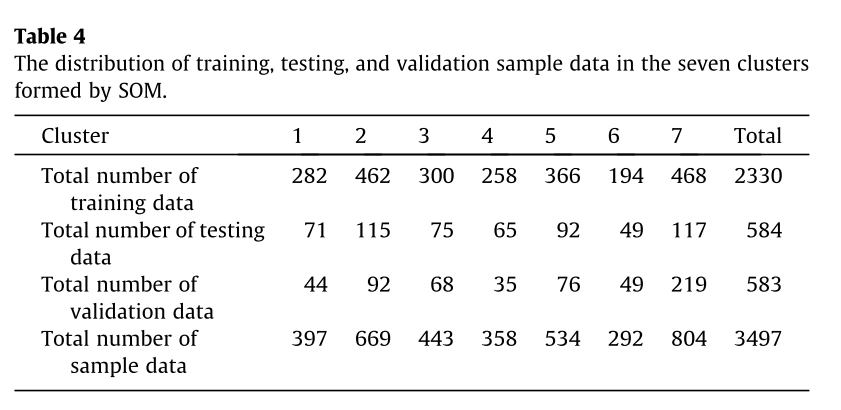 Table 4
The distribution of training, testing, and validation sample data in the seven clusters
formed by SOM.
Cluster 1 2 3 4 5 6 7 Total
Total number of 282 462 300 258 366 194 468 2330
training data
Total number of testing 71 115 75 65 92 49 117 584
data
Total number of 44 92 68 35 76 49 219 583
validation data
Total number of 397 669 443 358 534 292 804 3497
sample data